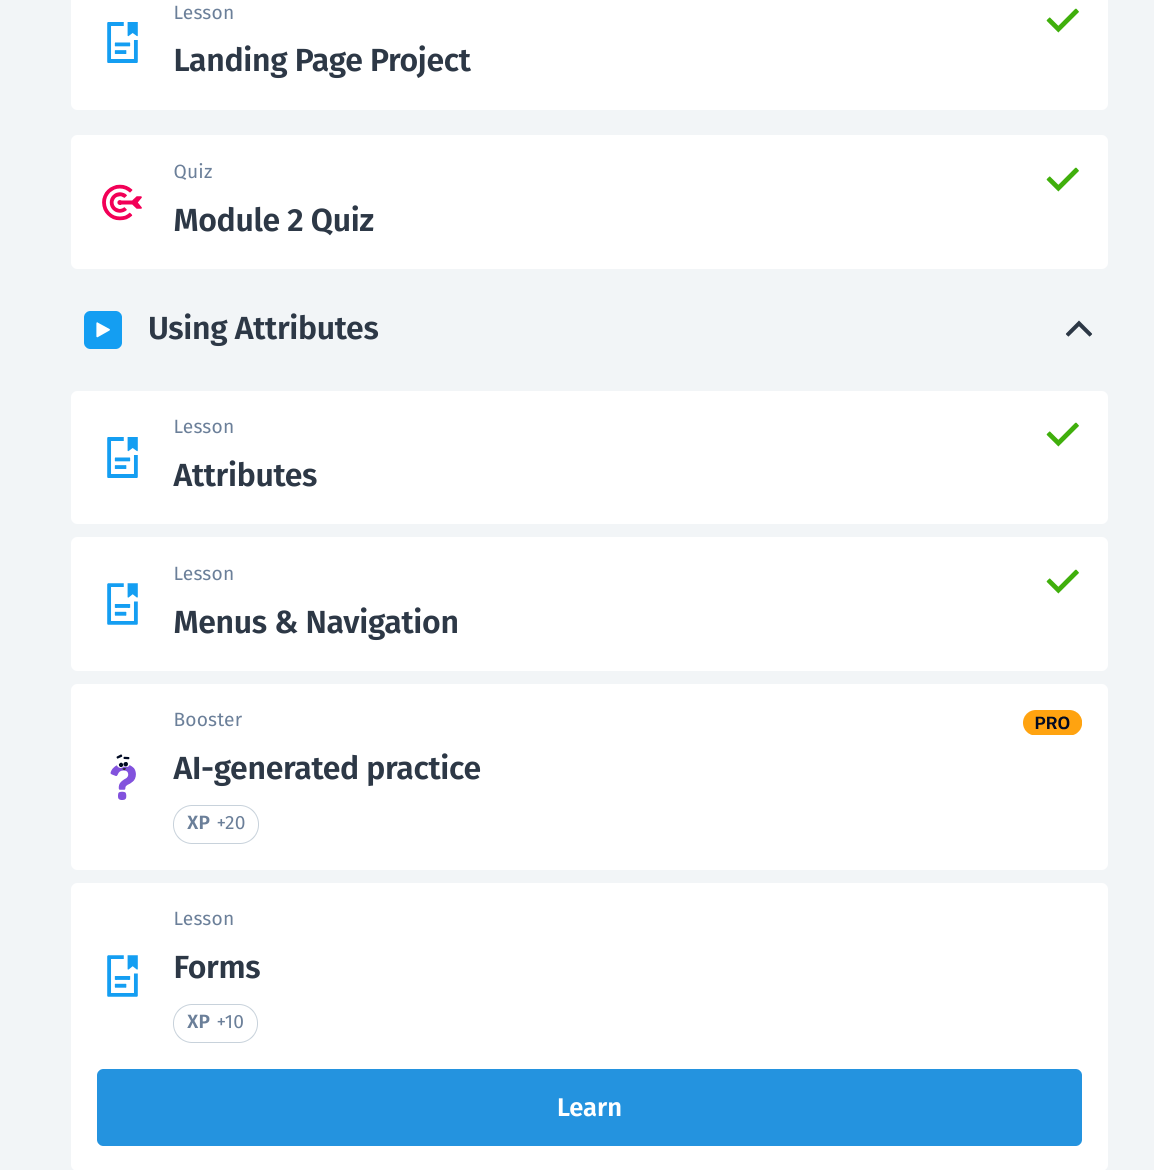 Lesson
Landing Page Project
Quiz
Module 2 Quiz
Using Attributes
Lesson
Attributes
Lesson
Menus & Navigation
Booster
PRO
AI-generated practice
XP +20
Lesson
Forms
XP +10
Learn